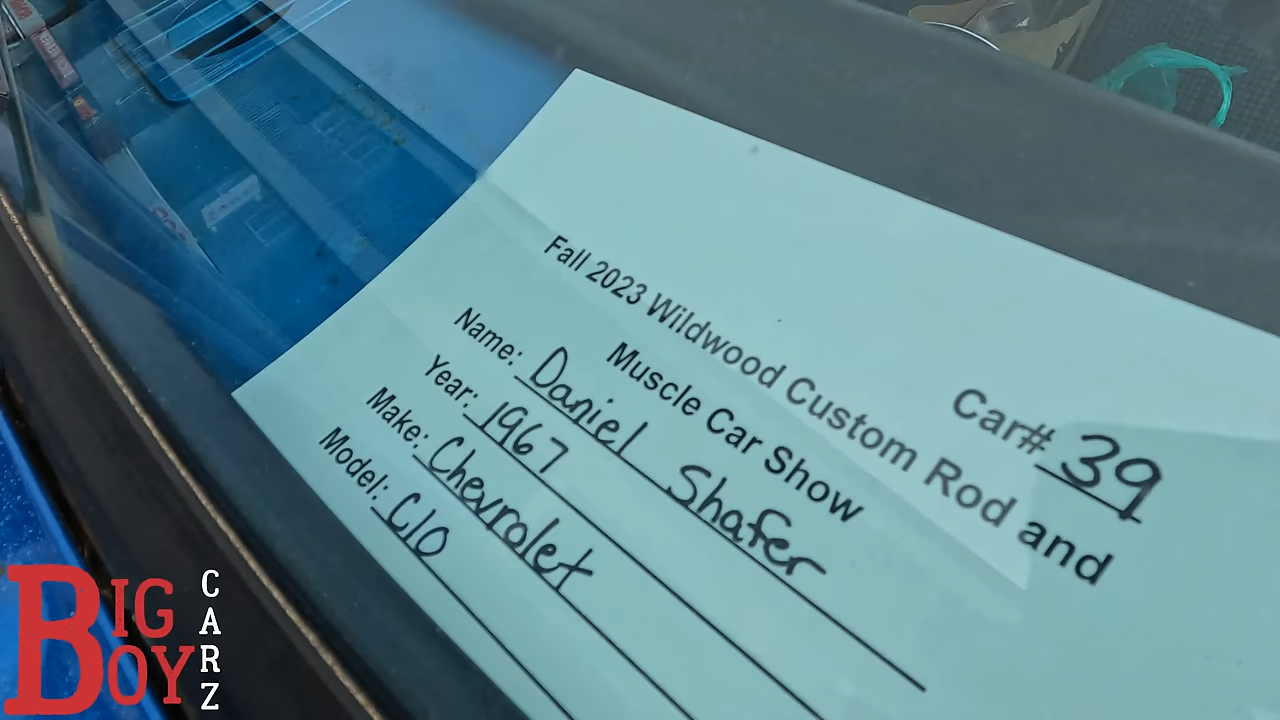 Car# 39
Fall 2023 Wildwood Custom Rod and
Muscle Car Show
Name: Daniel Shafer
Year: 1967
Make: Chevrolet
Model: C10
BIG
BOY
CARZ